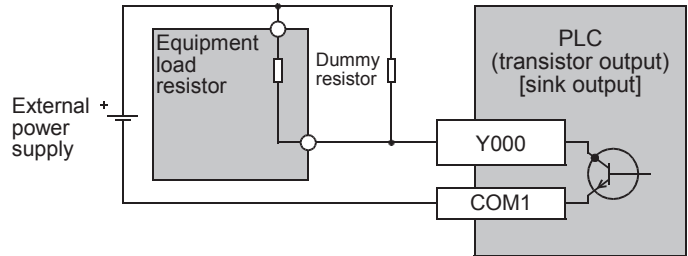 Equipment
load
resistor
Dummy
resistor
PLC
(transistor output)
[sink output]
External +
power
supply
Y000
COM1